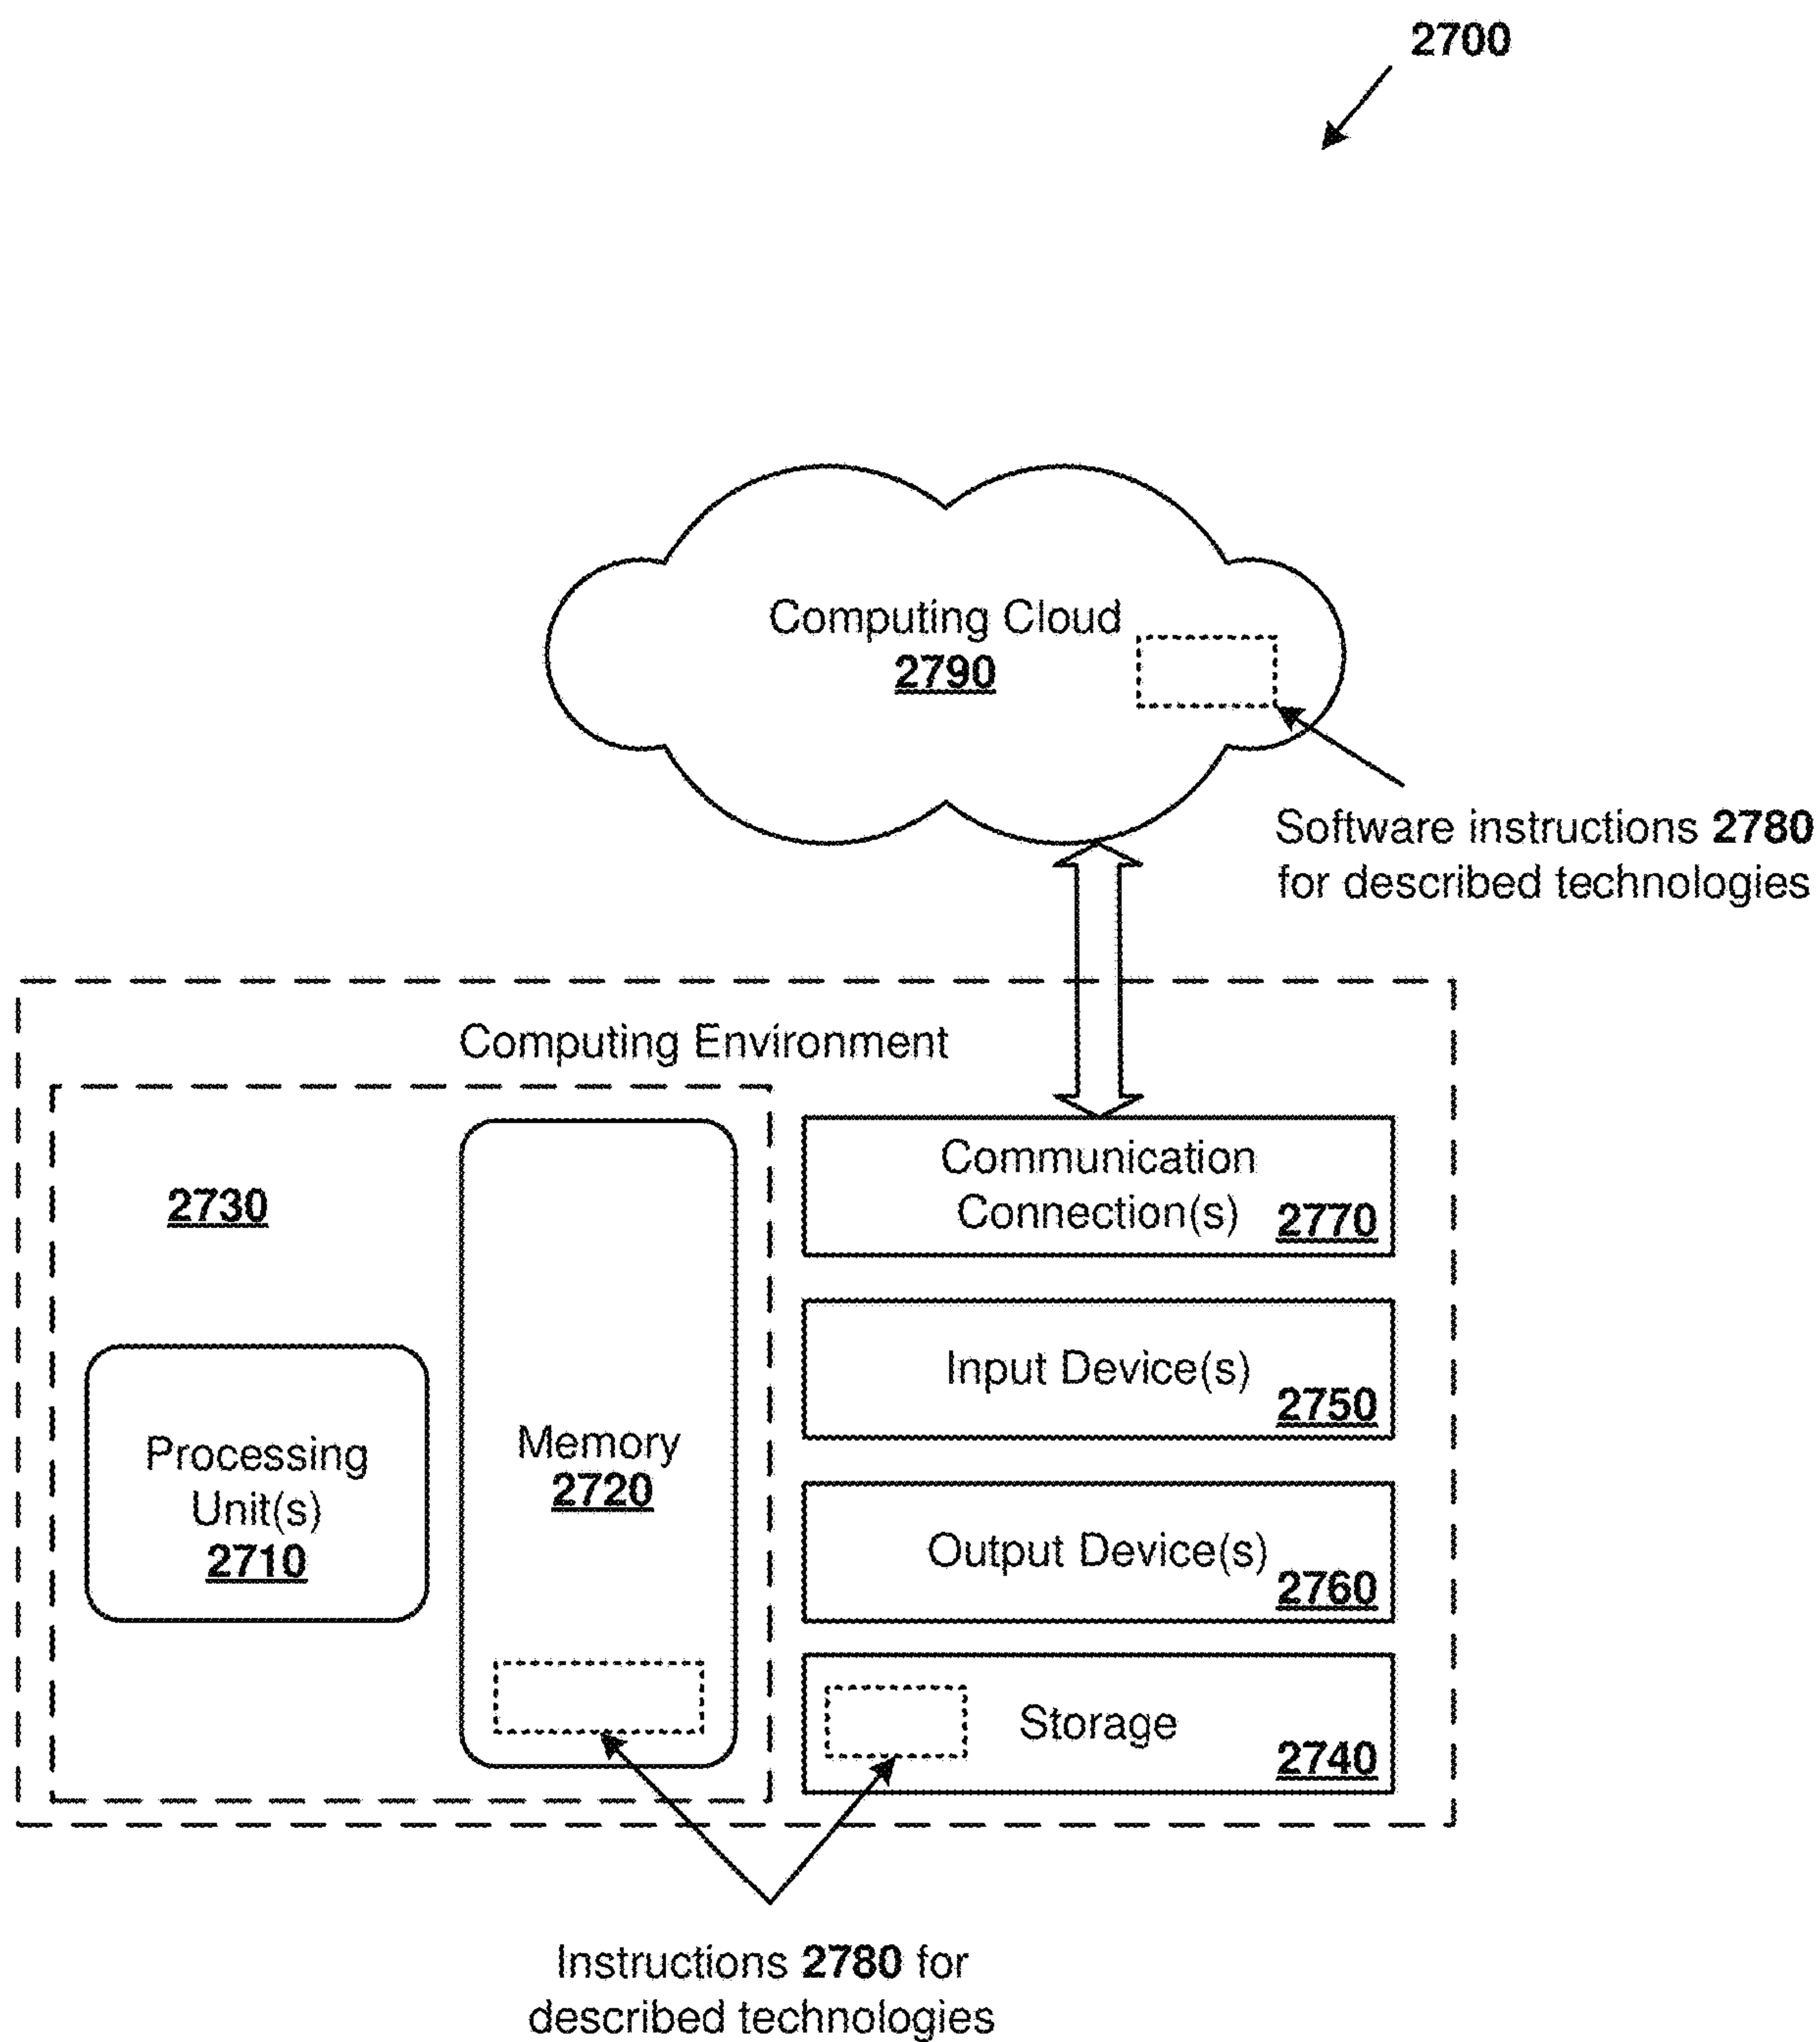 2700
Computing Cloud
2790
Software instructions 2780
for described technologies
Computing Environment
2730
Processing
Unit(s)
2710
Memory
2720
Communication
Connection(s)
2770
Input Device(s)
2750
Output Device(s)
2760
Storage
2740
Instructions 2780 for
described technologies